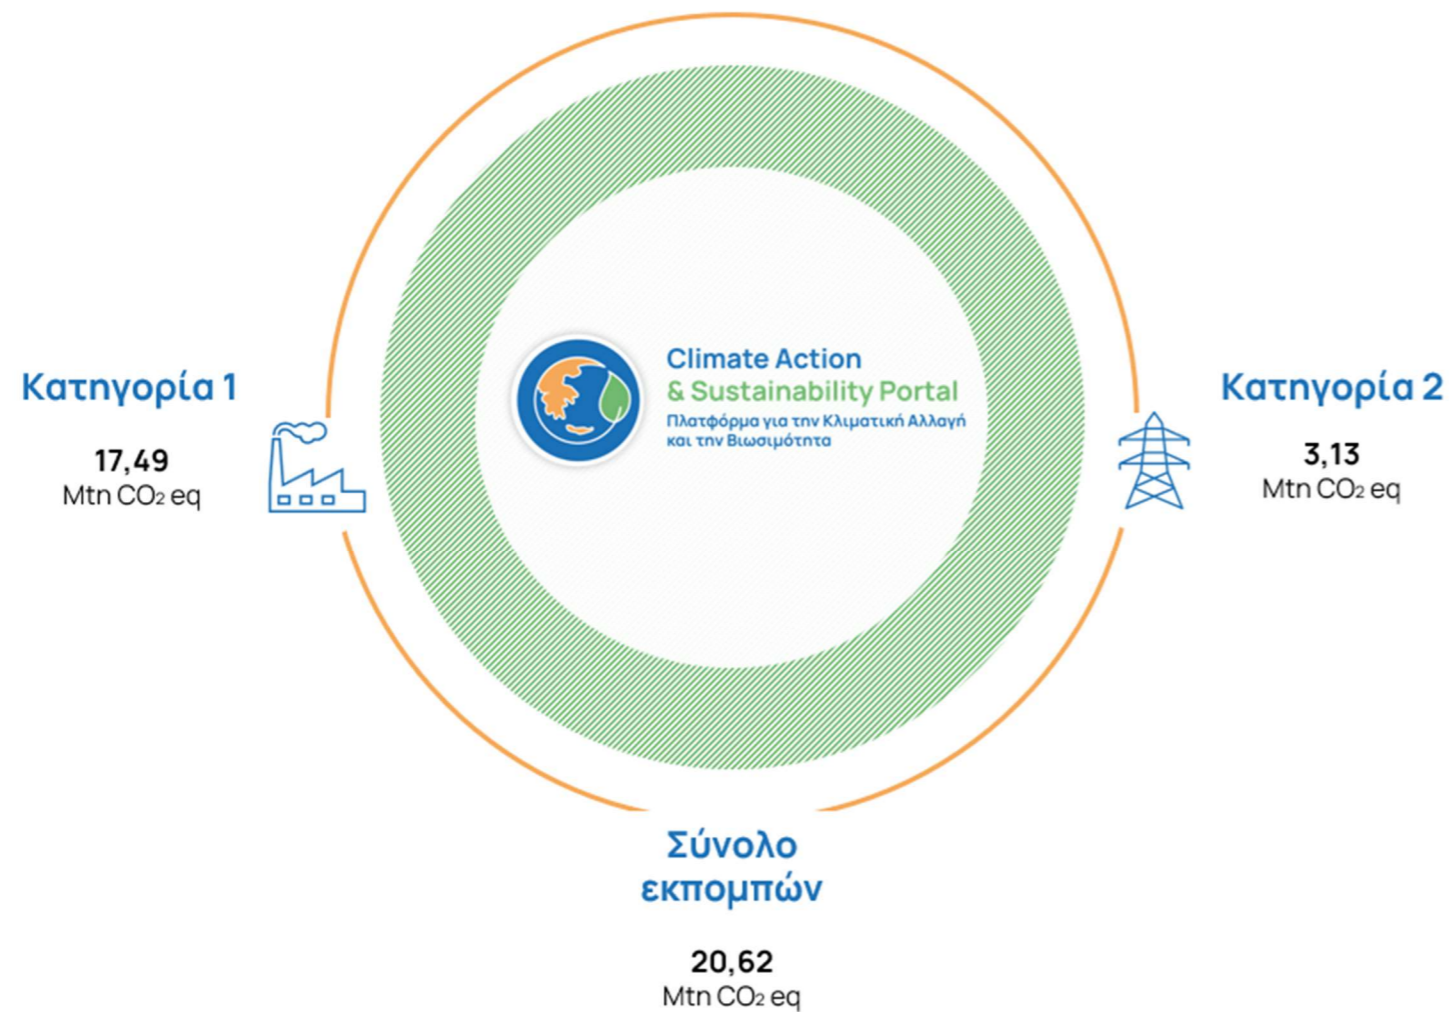 Climate Action
& Sustainability Portal
Πλατφόρμα για την Κλιματική Αλλαγή
και την Βιωσιμότητα
Κατηγορία 1
17,49
Mtn CO₂ eq
Κατηγορία 2
3,13
Mtn CO₂ eq
Σύνολο
εκπομπών
20,62
Mtn CO₂ eq